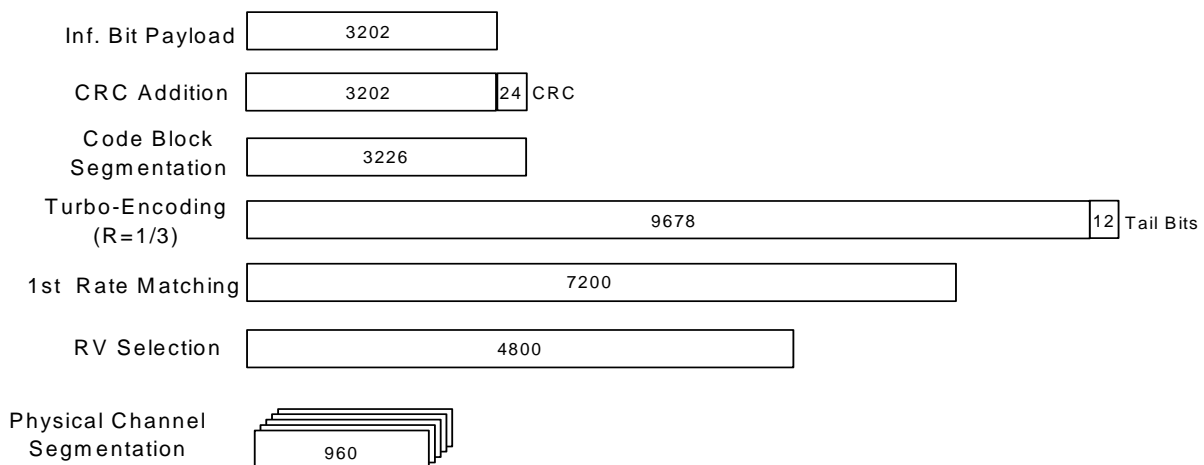 Inf. Bit Payload 3202
CRC Addition 3202 24 CRC
Code Block
Segmentation 3226
Turbo-Encoding
(R=1/3) 9678 12 Tail Bits
1st Rate Matching 7200
RV Selection 4800
Physical Channel
Segmentation 960